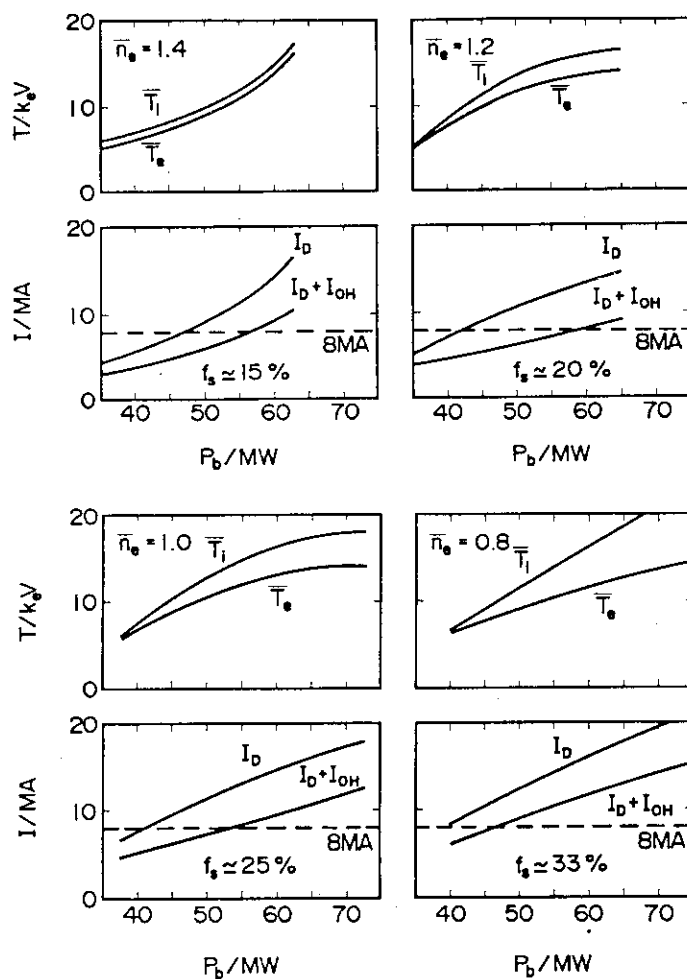 n̄e = 1.4
T/keV
20
10
0
T̄i
T̄e
n̄e = 1.2
T̄i
T̄e
I/MA
20
10
0
ID
ID + IOH
8MA
fs ≃ 15 %
40 50 60 70
Pb/MW
ID
ID + IOH
8MA
fs ≃ 20 %
40 50 60 70
Pb/MW
n̄e = 1.0
T/keV
20
10
0
T̄i
T̄e
n̄e = 0.8
T̄i
T̄e
I/MA
20
10
0
ID
ID + IOH
8MA
fs ≃ 25 %
40 50 60 70
Pb/MW
ID
ID + IOH
8MA
fs ≃ 33 %
40 50 60 70
Pb/MW